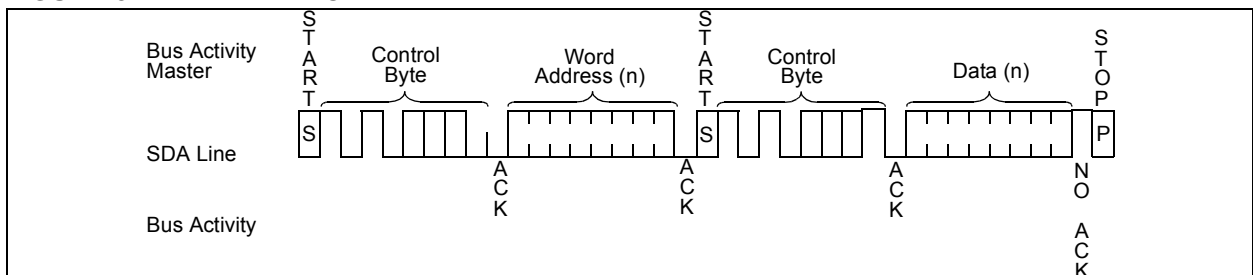 START
Bus Activity
Master
Control
Byte
Word
Address (n)
START
Control
Byte
Data (n)
STOP
S
S
P
SDA Line
ACK
ACK
ACK
NO ACK
Bus Activity